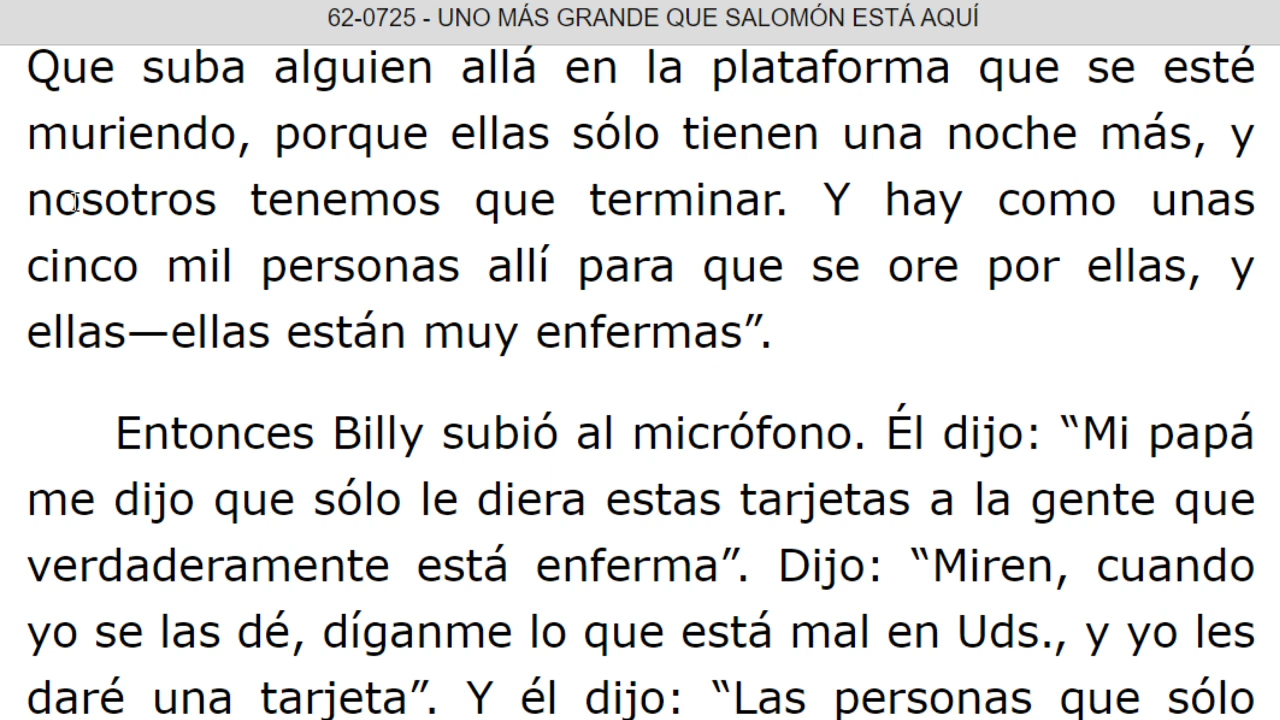 62-0725 - UNO MÁS GRANDE QUE SALOMÓN ESTÁ AQUÍ
Que suba alguien allá en la plataforma que se esté
muriendo, porque ellas sólo tienen una noche más, y
nosotros tenemos que terminar. Y hay como unas
cinco mil personas allí para que se ore por ellas, y
ellas—ellas están muy enfermas”.
Entonces Billy subió al micrófono. Él dijo: “Mi papá
me dijo que sólo le diera estas tarjetas a la gente que
verdaderamente está enferma”. Dijo: “Miren, cuando
yo se las dé, díganme lo que está mal en Uds., y yo les
daré una tarjeta”. Y él dijo: “Las personas que sólo